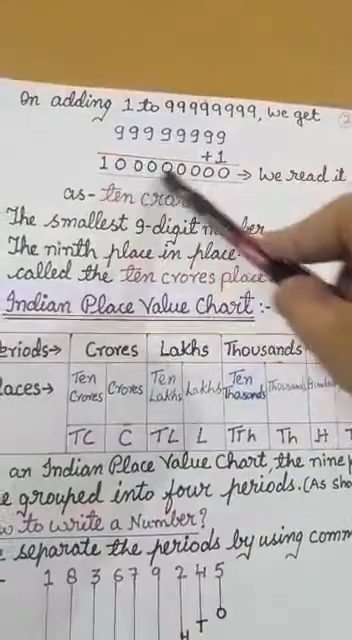 On adding 1 to 99999999, we get
99999999
+1
100000000 → We read it
as - ten
The smallest 9-digit number
The ninth place in place
called the ten crores place
Indian Place Value Chart :-
eriods→ Crores Lakhs Thousands
laces→ Ten Crores Crores Ten Lakhs Lakhs Ten Thousands Thousands
TC C TL L TTh Th H T
an Indian Place Value Chart, the nine
e grouped into four periods. (As sho
w to write a Number?
separate the periods by using comm
1 8 3 6 7 9 2 4 5
H T O